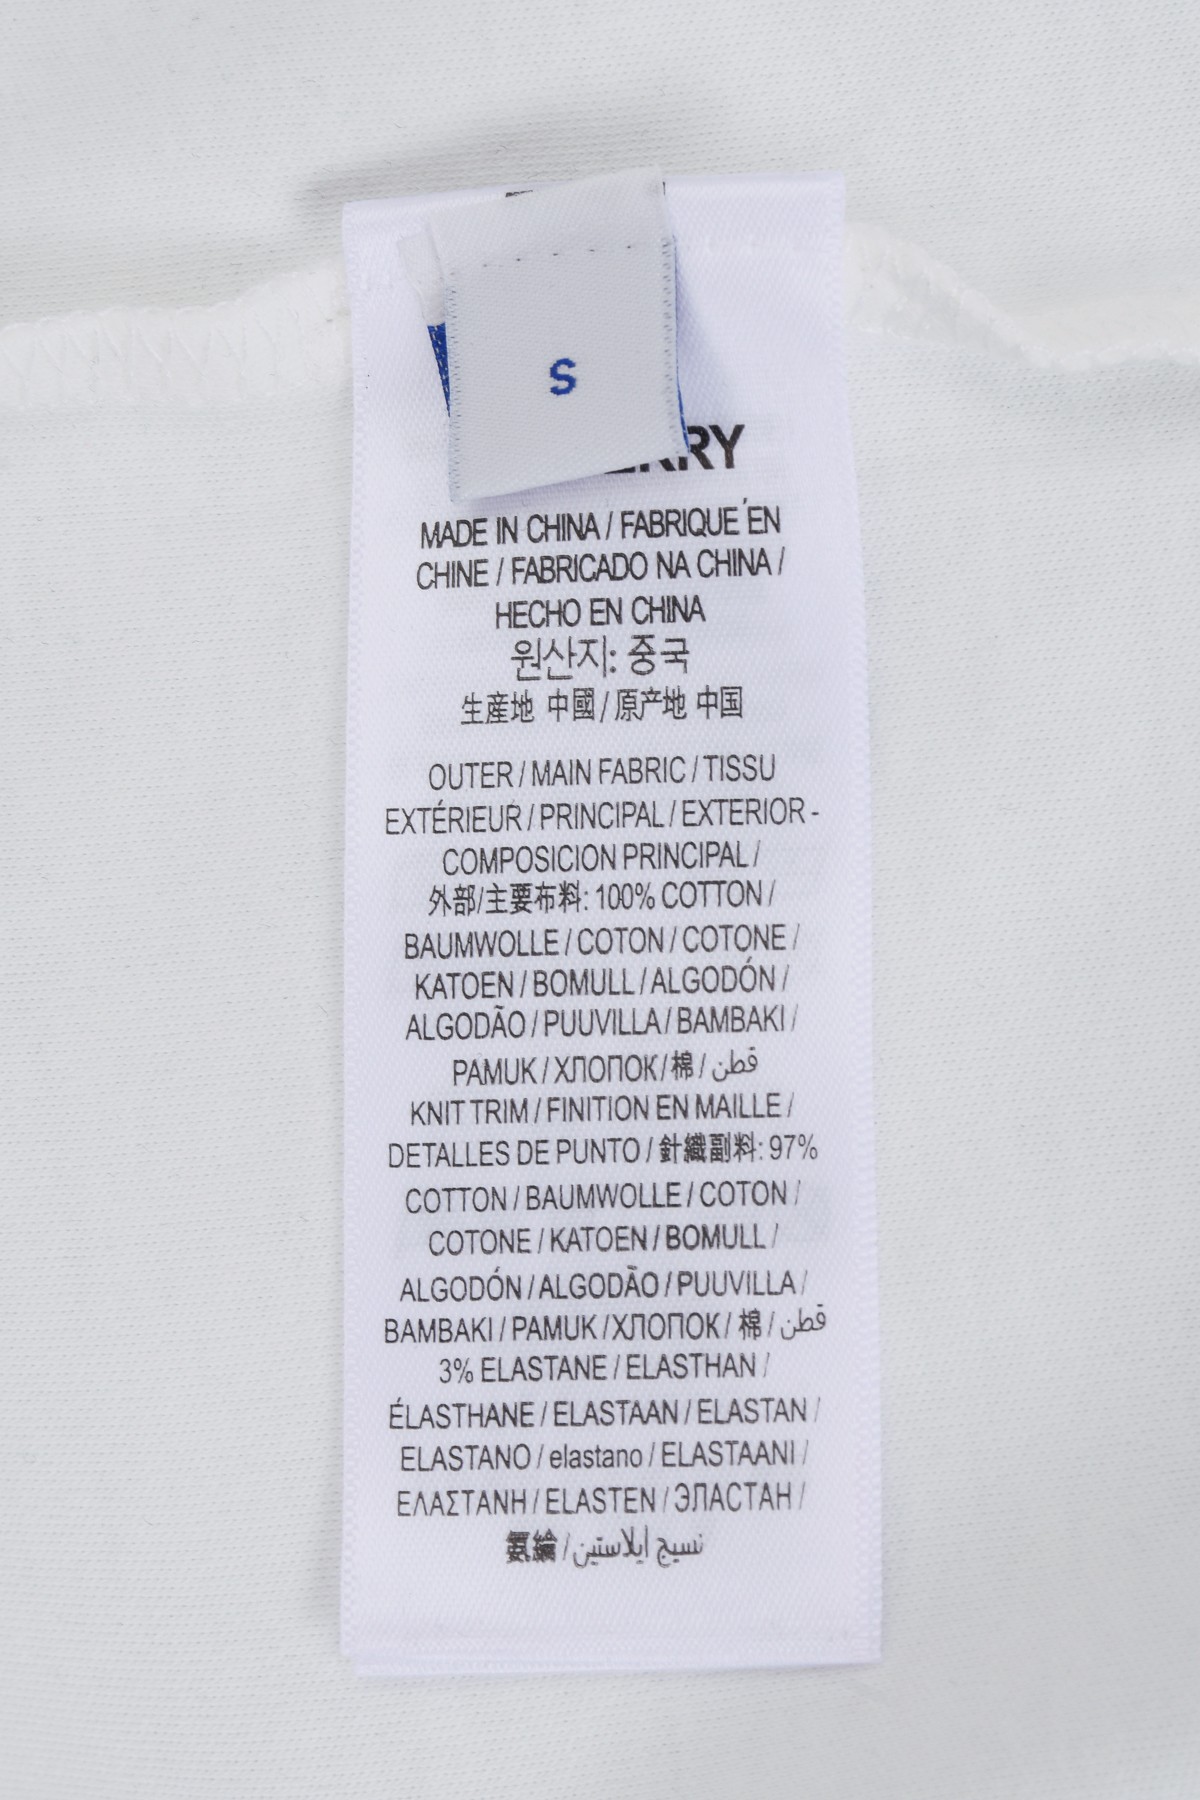 S
MADE IN CHINA / FABRIQUE´EN
CHINE / FABRICADO NA CHINA /
HECHO EN CHINA
원산지: 중국
生産地 中國 / 原产地 中国
OUTER / MAIN FABRIC / TISSU
EXTÉRIEUR / PRINCIPAL / EXTERIOR -
COMPOSICION PRINCIPAL /
外部/主要布料: 100% COTTON /
BAUMWOLLE / COTON / COTONE /
KATOEN / BOMULL / ALGODÓN /
ALGODÃO / PUUVILLA / BAMBAKI /
PAMUK / ХЛОПОК / 棉 / قطن
KNIT TRIM / FINITION EN MAILLE /
DETALLES DE PUNTO / 針織副料: 97%
COTTON / BAUMWOLLE / COTON /
COTONE / KATOEN / BOMULL /
ALGODÓN / ALGODÃO / PUUVILLA /
BAMBAKI / PAMUK / ХЛОПОК / 棉 / قطن
3% ELASTANE / ELASTHAN /
ÉLASTHANE / ELASTAAN / ELASTAN /
ELASTANO / elastano / ELASTAANI /
ΕΛΑΣΤΑΝΗ / ELASTEN / ЭЛАСТАН /
氨綸 / نسيج إيلاستين